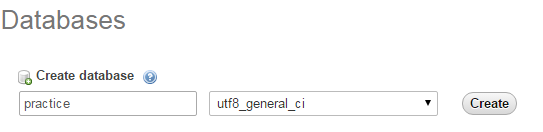 Databases
Create database
practice utf8_general_ci Create